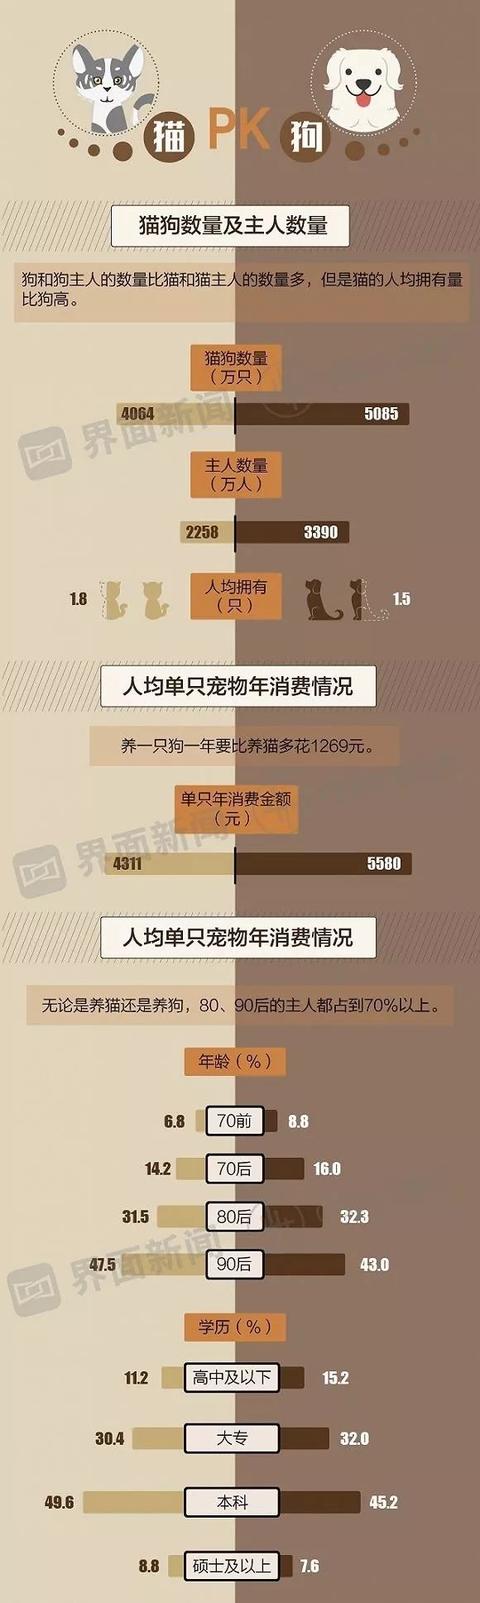 猫 PK 狗
猫狗数量及主人数量
狗和狗主人的数量比猫和猫主人的数量多，但是猫的人均拥有量
比狗高。
猫狗数量
（万只）
4064 5085
主人数量
（万人）
2258 3390
人均拥有
（只）
1.8 1.5
人均单只宠物年消费情况
养一只狗一年要比养猫多花1269元。
单只年消费金额
（元）
4311 5580
人均单只宠物年消费情况
无论是养猫还是养狗，80、90后的主人都占到70%以上。
年龄（%）
6.8 70前 8.8
14.2 70后 16.0
31.5 80后 32.3
47.5 90后 43.0
学历（%）
11.2 高中及以下 15.2
30.4 大专 32.0
49.6 本科 45.2
8.8 硕士及以上 7.6
界面新闻
界面新闻
界面新闻